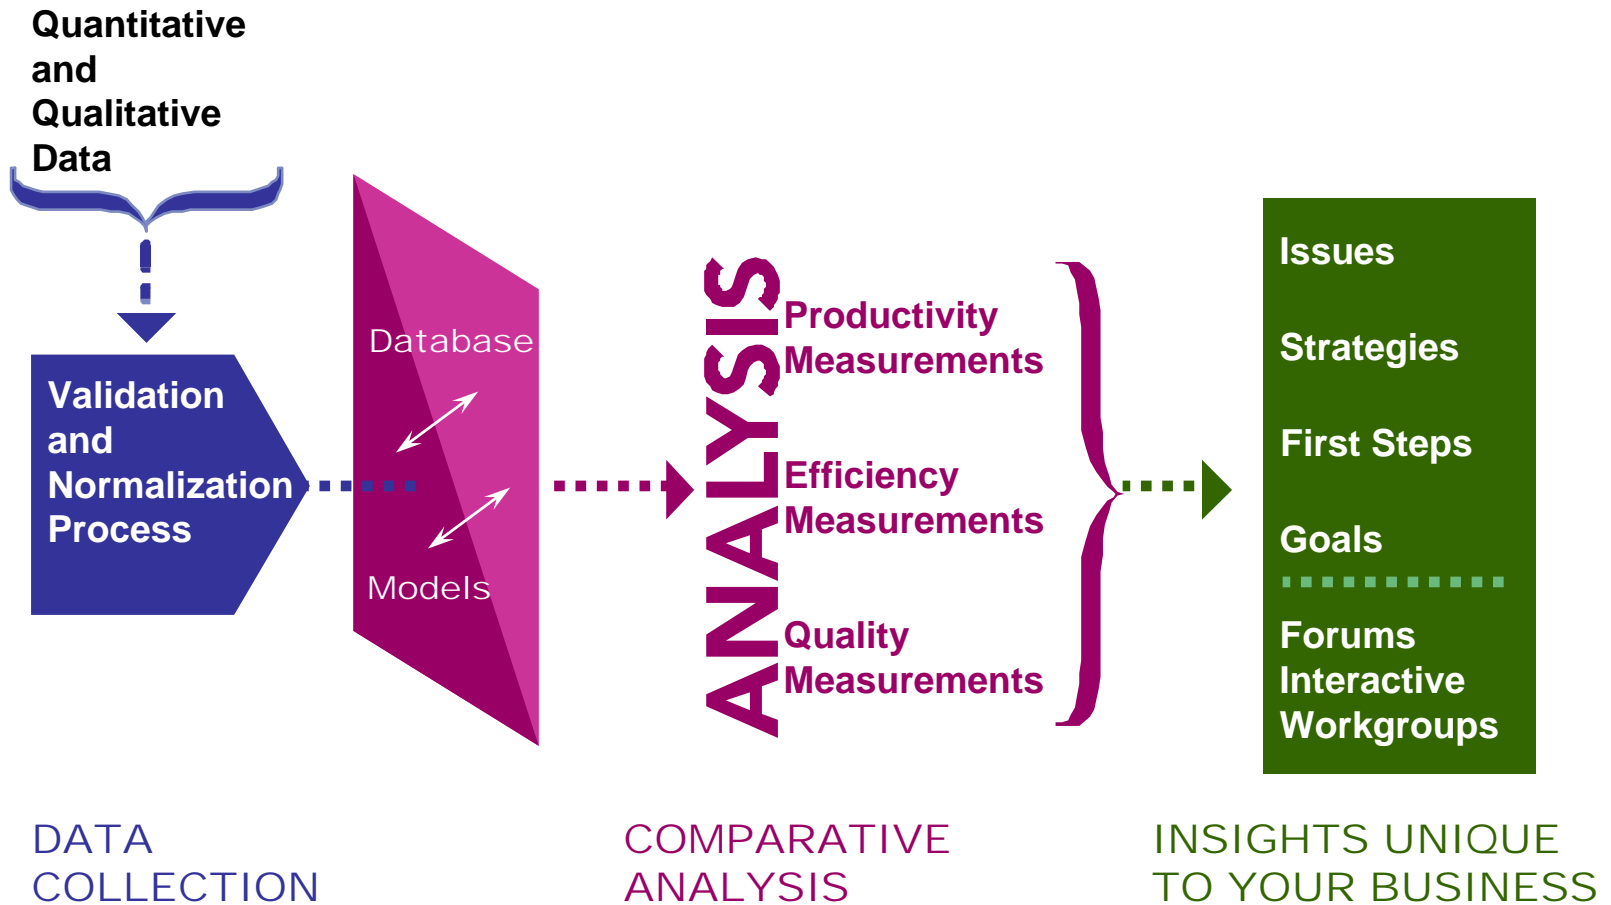 Quantitative
and
Qualitative
Data
Validation
and
Normalization
Process
Database
Models
ANALYSIS
Productivity
Measurements
Efficiency
Measurements
Quality
Measurements
Issues
Strategies
First Steps
Goals
Forums
Interactive
Workgroups
DATA
COLLECTION
COMPARATIVE
ANALYSIS
INSIGHTS UNIQUE
TO YOUR BUSINESS